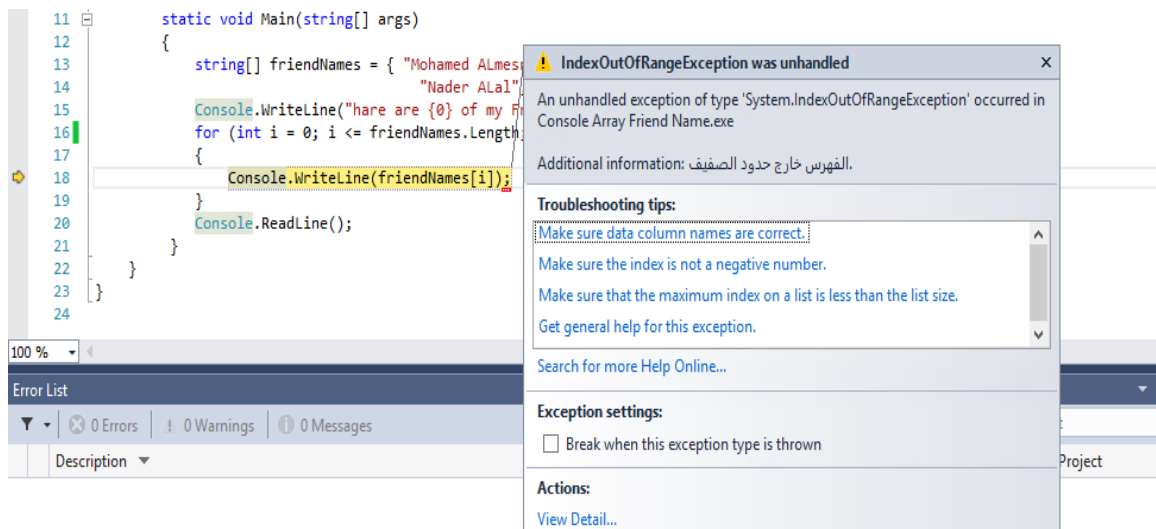 11 static void Main(string[] args)
12 {
13 string[] friendNames = { "Mohamed ALmes
14 "Nader ALal"
15 Console.WriteLine("hare are {0} of my
16 for (int i = 0; i <= friendNames.Length;
17 {
18 Console.WriteLine(friendNames[i]);
19 }
20 Console.ReadLine();
21 }
22 }
23 }
24
100 %
IndexOutOfRangeException was unhandled
An unhandled exception of type 'System.IndexOutOfRangeException' occurred in
Console Array Friend Name.exe
Additional information: الفهرس خارج حدود الصفيف.
Troubleshooting tips:
Make sure data column names are correct.
Make sure the index is not a negative number.
Make sure that the maximum index on a list is less than the list size.
Get general help for this exception.
Search for more Help Online...
Exception settings:
Break when this exception type is thrown
Actions:
View Detail...
Error List
0 Errors 0 Warnings 0 Messages
Description Project